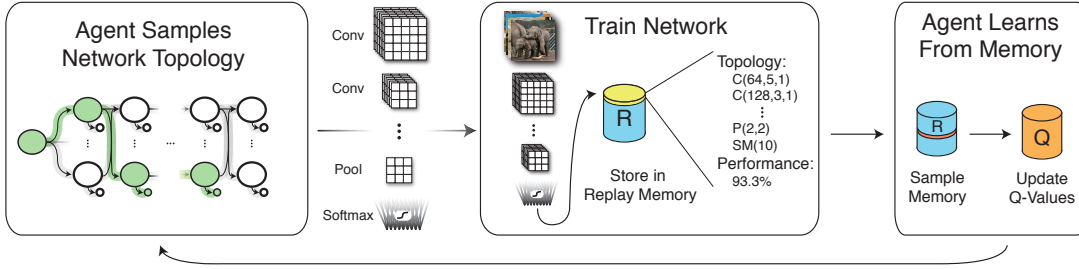 Agent Samples
Network Topology
Conv
Conv
Pool
Softmax
Train Network
R
Store in
Replay Memory
Topology:
C(64,5,1)
C(128,3,1)
P(2,2)
SM(10)
Performance:
93.3%
Agent Learns
From Memory
R
Sample
Memory
Q
Update
Q-Values